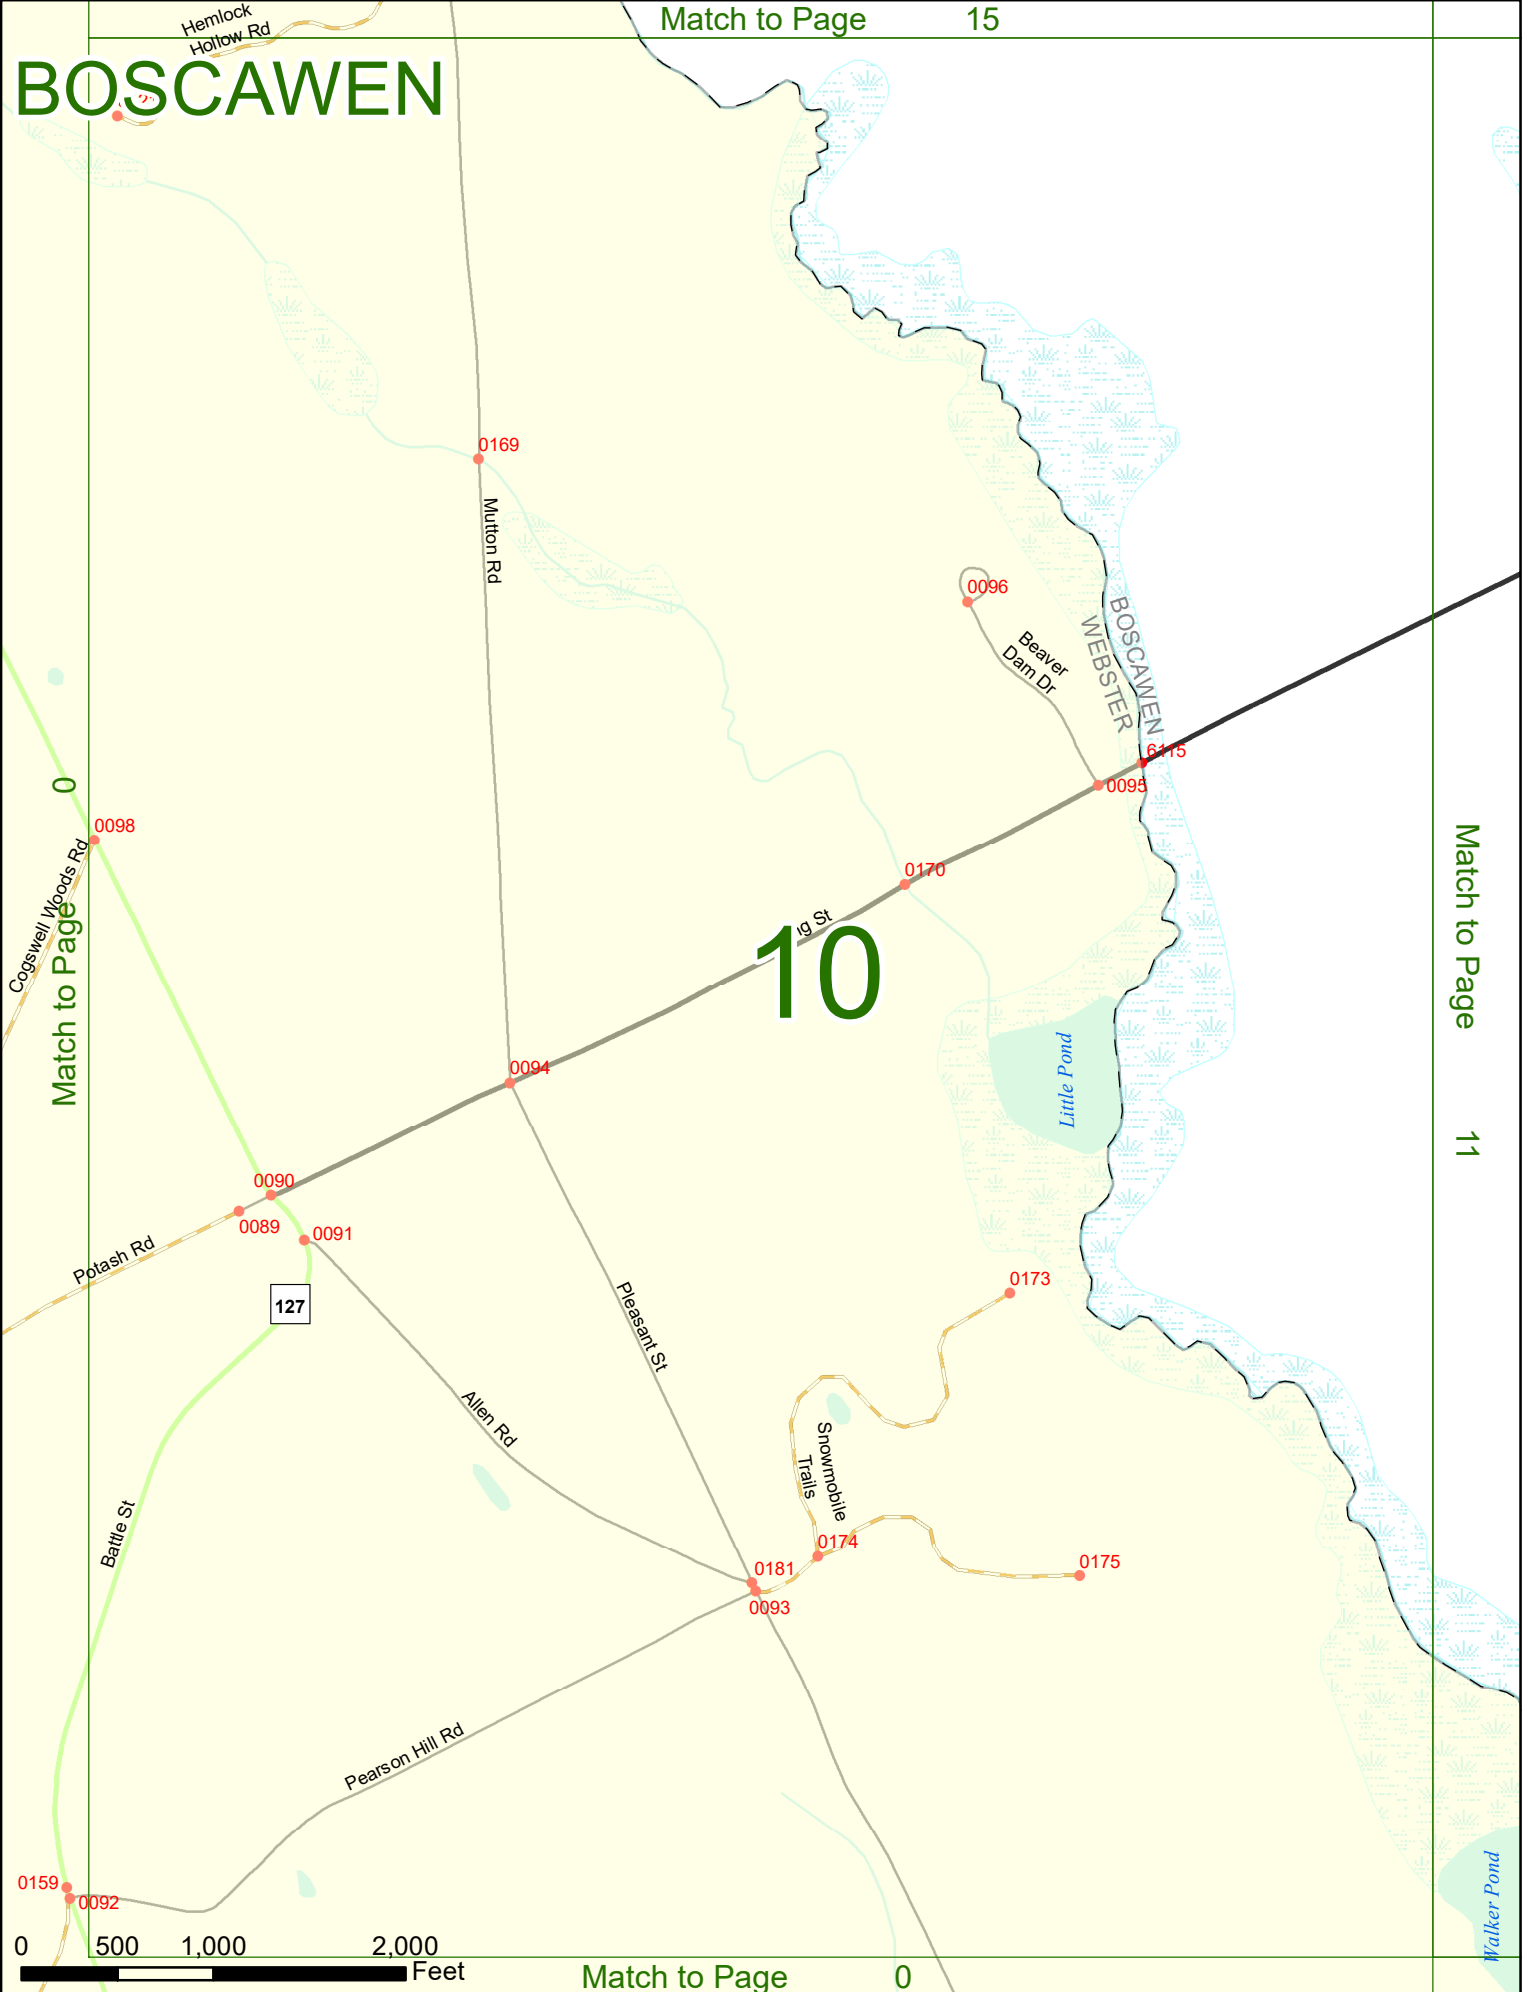 Match to Page 15
Hemlock
Hollow Rd
BOSCAWEN
0169
Mutton Rd
0096
Beaver
Dam Dr
BOSCAWEN
WEBSTER
6115
0095
Match to Page 0
0098
Cogswell Woods Rd
0170
St
10
Match to Page 11
Little Pond
0094
0090
0089
0091
Potash Rd
127
Pleasant St
0173
Allen Rd
Snowmobile
Trails
Battle St
0174
0181
0175
0093
Pearson Hill Rd
0159
0092
Walker Pond
0 500 1,000 2,000
Feet
Match to Page 0